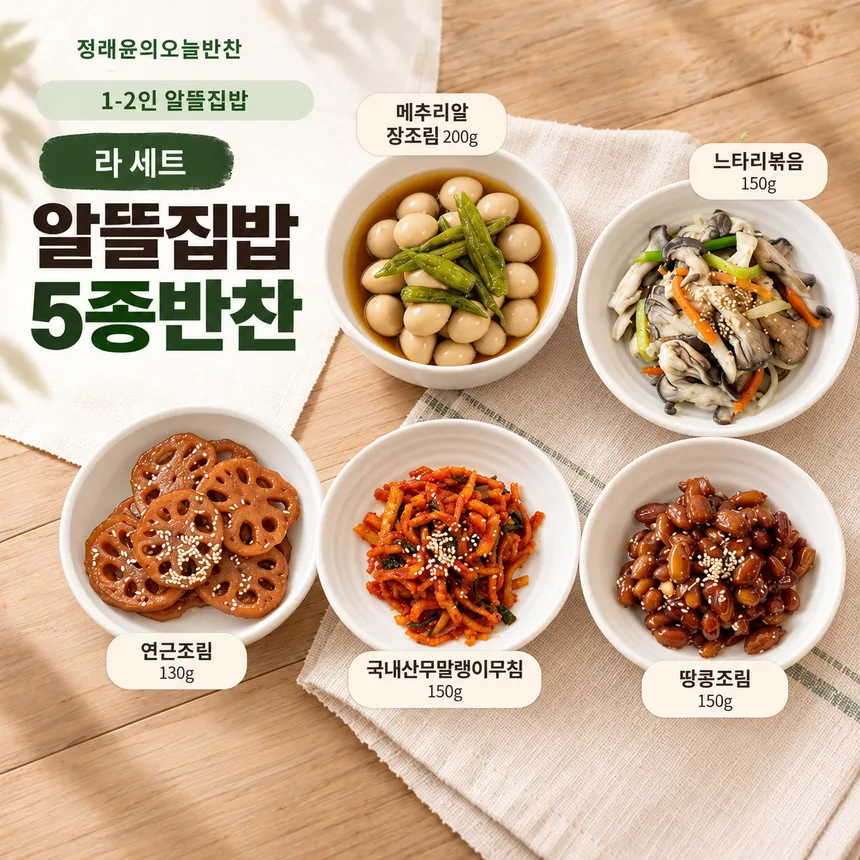 정래윤의오늘반찬
1-2인 알뜰집밥
라 세트
알뜰집밥
5종반찬
메추리알
장조림 200g
느타리볶음
150g
연근조림
130g
국내산무말랭이무침
150g
땅콩조림
150g